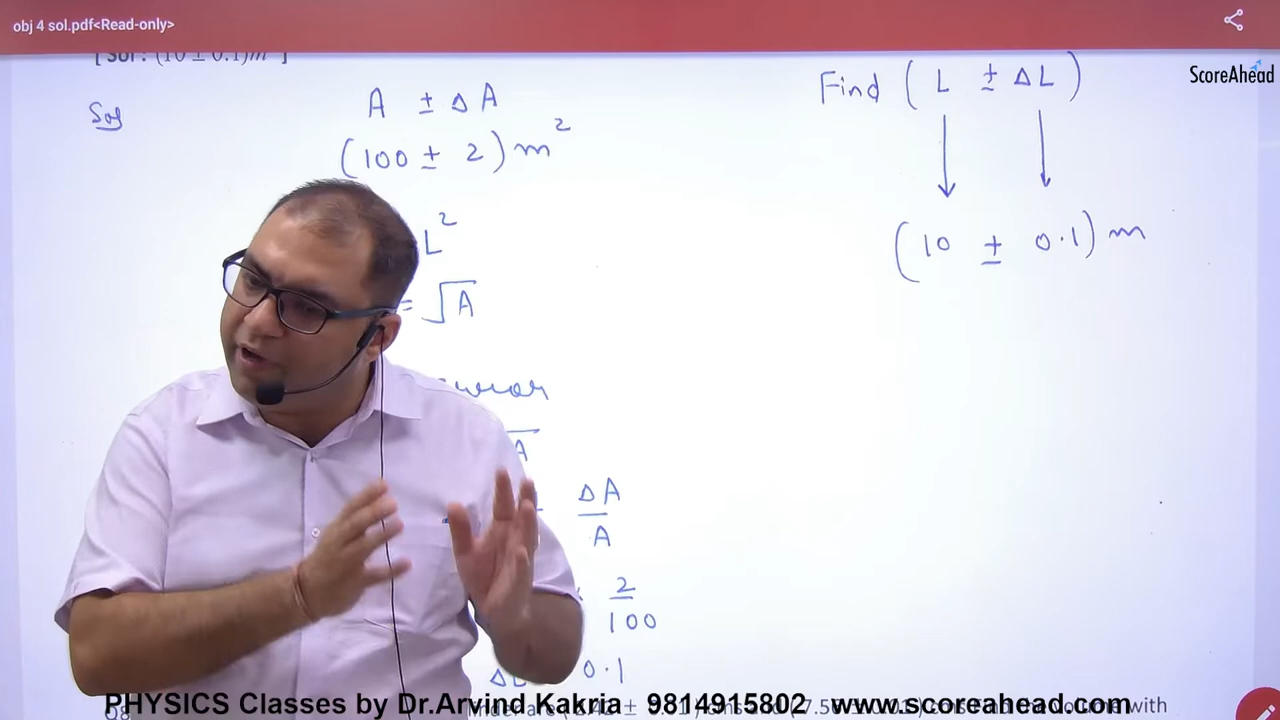 obj 4 sol.pdf<Read-only>
[ Sol : (10 ± 0.1)m ]
ScoreAhead
Sol
A ± ΔA
(100 ± 2) m²
L²
= √A
A
ΔA
A
2
100
ΔL 0.1
Find (L ± ΔL)
(10 ± 0.1) m
PHYSICS Classes by Dr.Arvind Kakria 9814915802 www.scoreahead.com